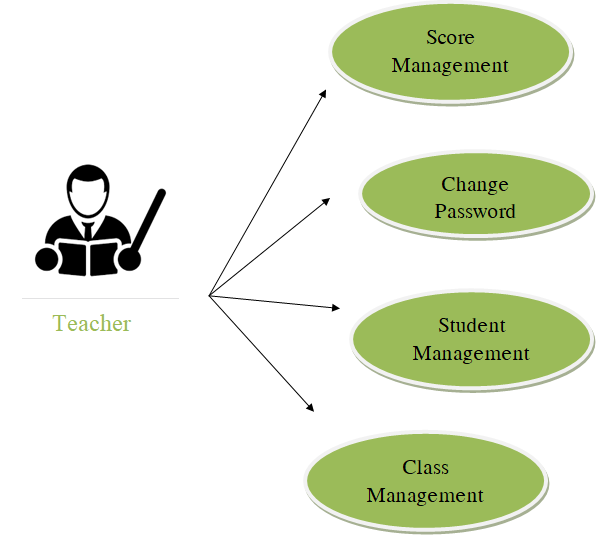 Score
Management
Change
Password
Teacher
Student
Management
Class
Management